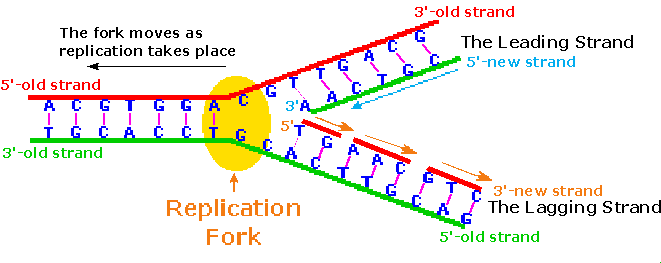 The fork moves as
replication takes place
3'-old strand
The Leading Strand
5'-new strand
5'-old strand
A C G T G G A C G T T G A C G
3' A A C T G C
T G C A C C T G C A C T T G C A G
3'-old strand
5'
T G A A C G T C
3'-new strand
The Lagging Strand
5'-old strand
Replication
Fork